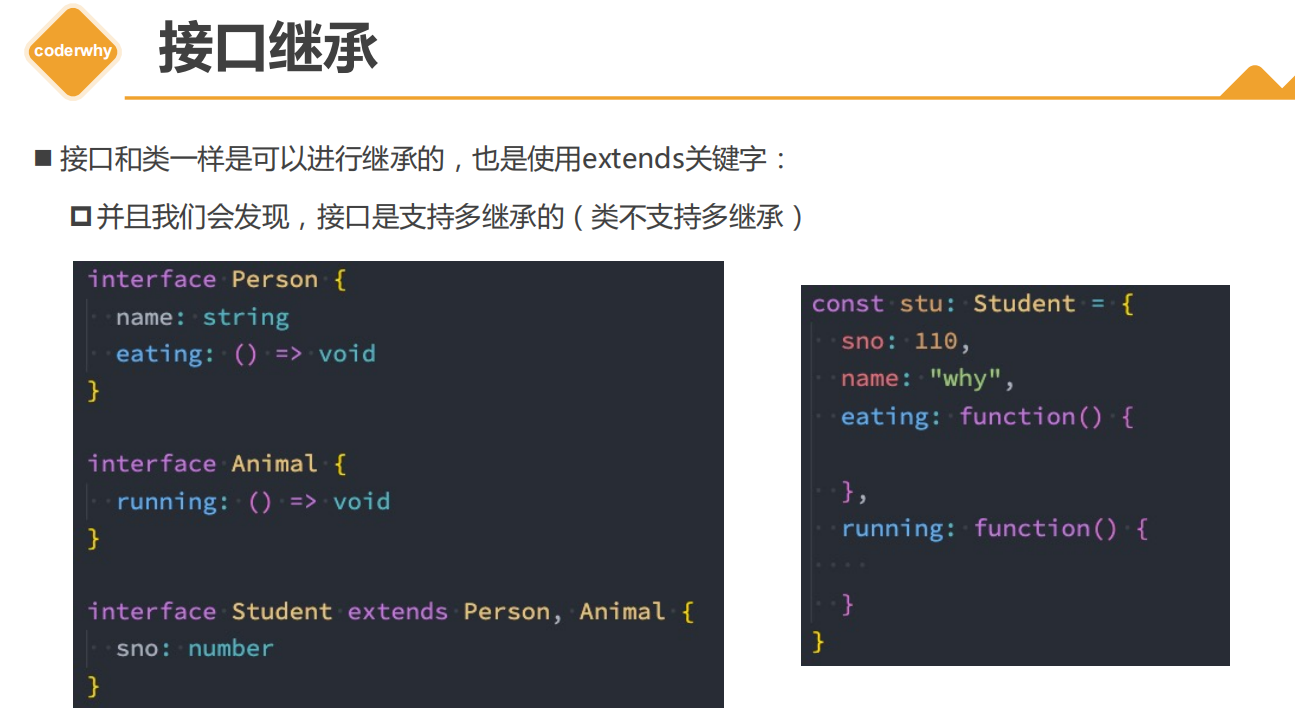 coderwhy
接口继承
接口和类一样是可以进行继承的，也是使用extends关键字：
并且我们会发现，接口是支持多继承的（类不支持多继承）
interface Person {
  name: string
  eating: () => void
}
interface Animal {
  running: () => void
}
interface Student extends Person, Animal {
  sno: number
}
const stu: Student = {
  sno: 110,
  name: "why",
  eating: function() {
  },
  running: function() {
  }
}